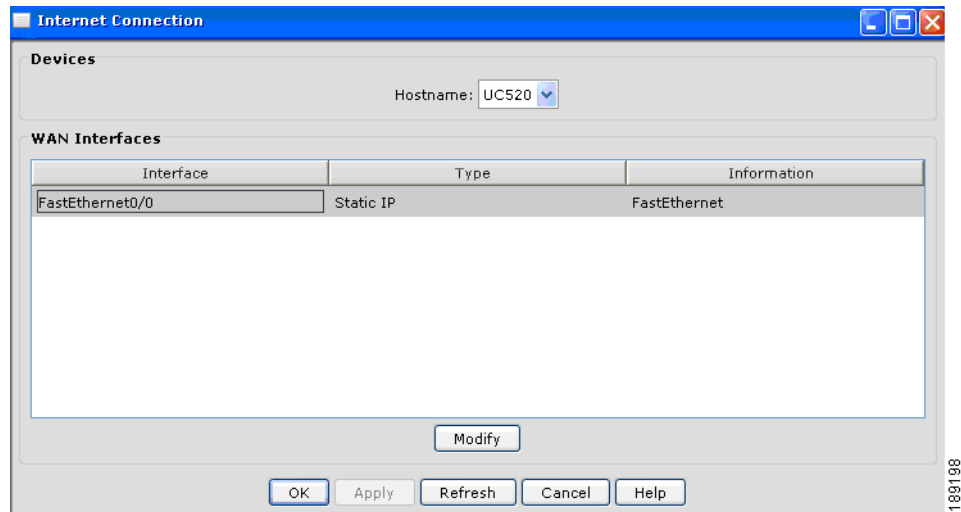 Internet Connection
Devices
Hostname: UC520
WAN Interfaces
Interface Type Information
FastEthernet0/0 Static IP FastEthernet
Modify
OK Apply Refresh Cancel Help
189198